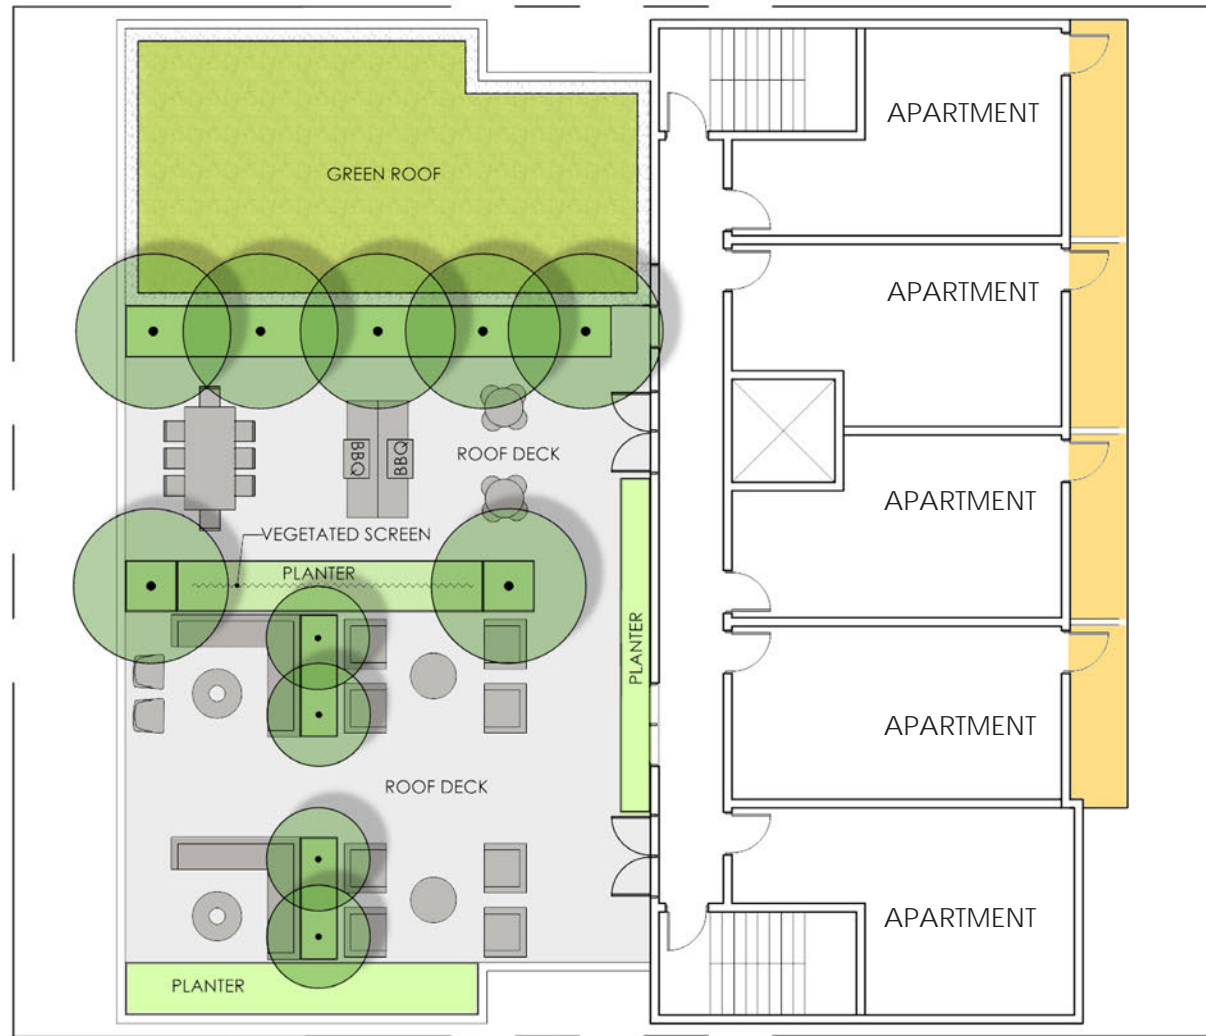 APARTMENT
GREEN ROOF
APARTMENT
BBQ
BBQ
ROOF DECK
APARTMENT
VEGETATED SCREEN
PLANTER
PLANTER
APARTMENT
ROOF DECK
APARTMENT
PLANTER